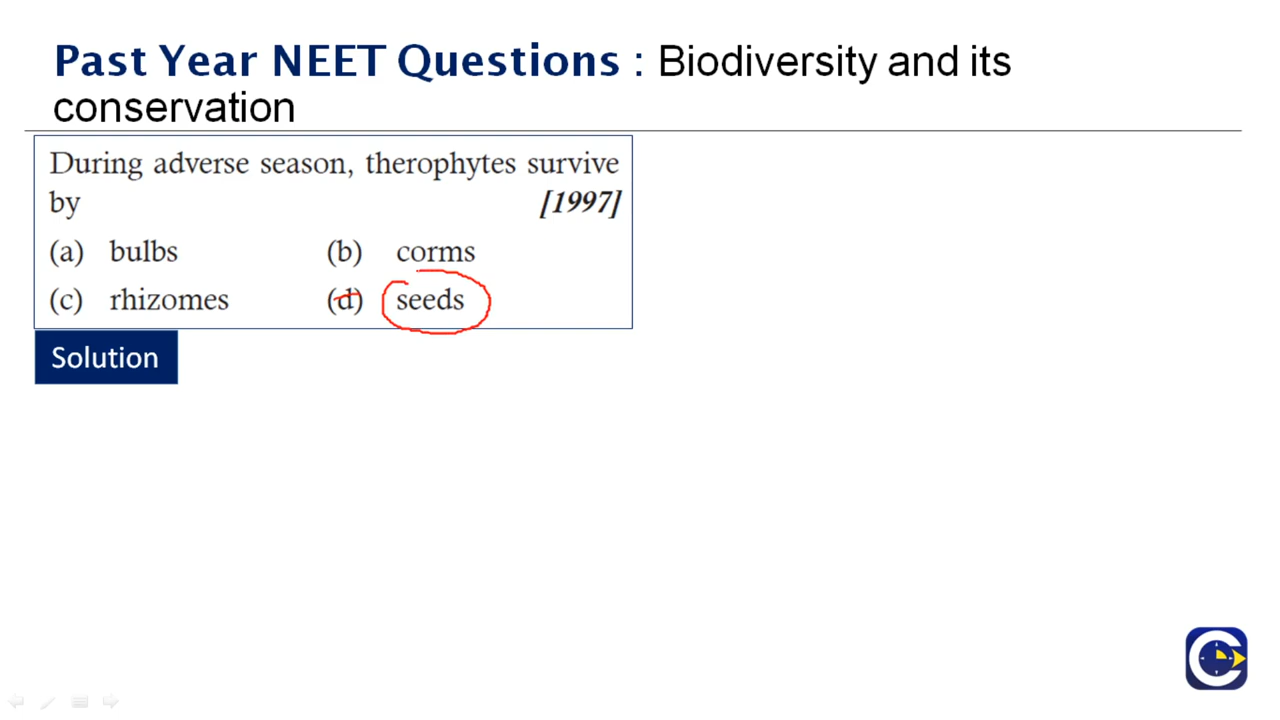 Past Year NEET Questions : Biodiversity and its
conservation
During adverse season, therophytes survive
by [1997]
(a) bulbs (b) corms
(c) rhizomes (d) seeds
Solution